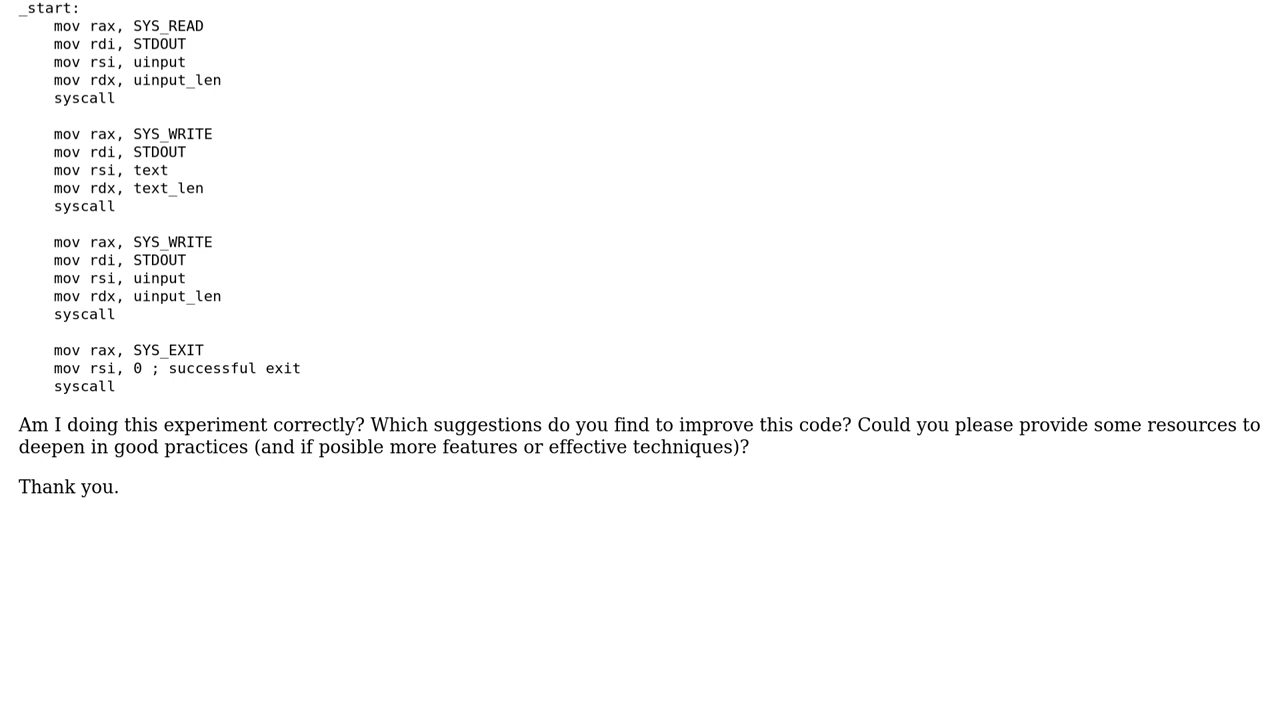 _start:
    mov rax, SYS_READ
    mov rdi, STDOUT
    mov rsi, uinput
    mov rdx, uinput_len
    syscall

    mov rax, SYS_WRITE
    mov rdi, STDOUT
    mov rsi, text
    mov rdx, text_len
    syscall

    mov rax, SYS_WRITE
    mov rdi, STDOUT
    mov rsi, uinput
    mov rdx, uinput_len
    syscall

    mov rax, SYS_EXIT
    mov rsi, 0 ; successful exit
    syscall

Am I doing this experiment correctly? Which suggestions do you find to improve this code? Could you please provide some resources to
deepen in good practices (and if posible more features or effective techniques)?

Thank you.